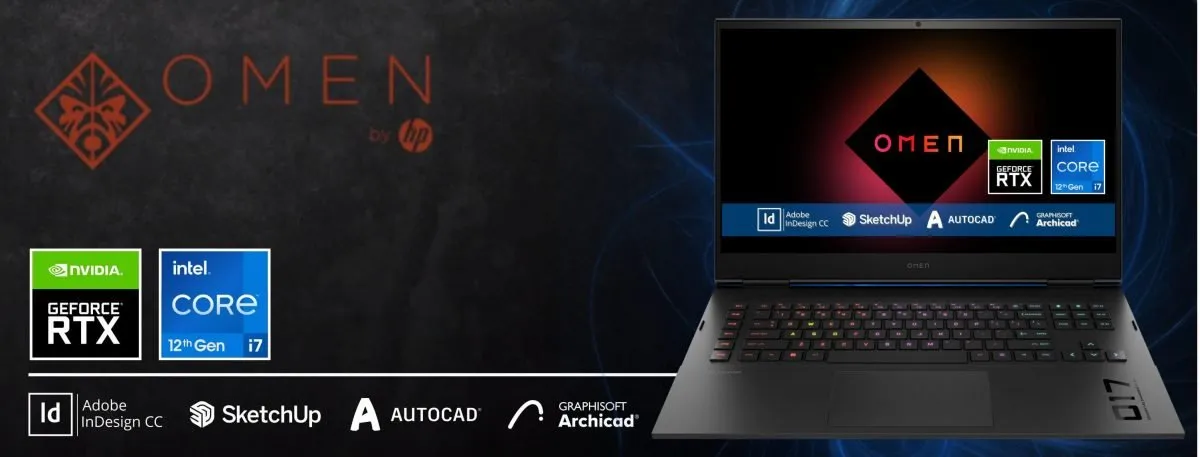 OMEN
by hp
NVIDIA.
GEFORCE
RTX
intel.
CORE
12th Gen i7
Id Adobe
InDesign CC
SketchUp
AUTOCAD®
GRAPHISOFT
Archicad®
OMEN
NVIDIA.
GEFORCE
RTX
intel.
CORE
12th Gen i7
Id Adobe
InDesign CC
SketchUp
AUTOCAD
GRAPHISOFT
Archicad
OMEN
017